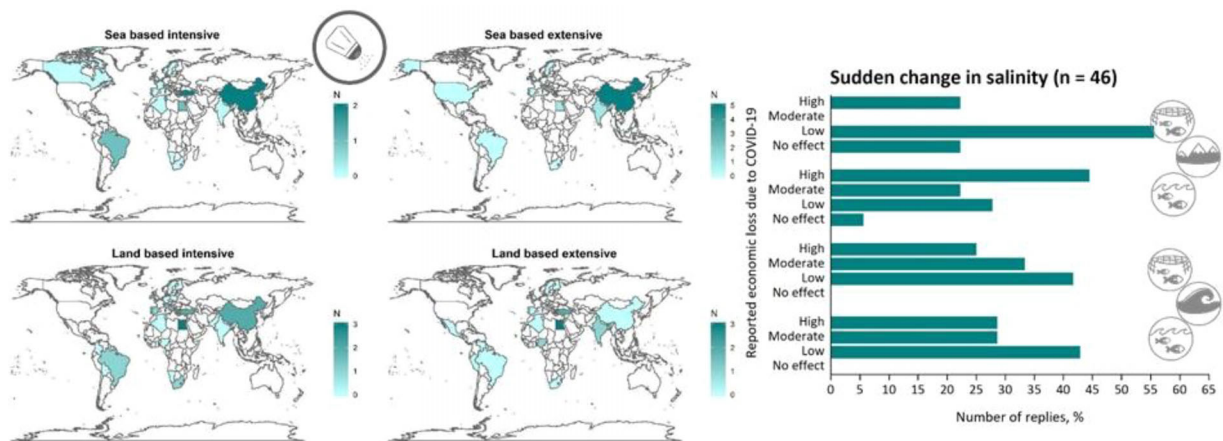 Sea based intensive
N
2
1
0
Sea based extensive
N
5
4
3
2
1
0
Land based intensive
N
3
2
1
0
Land based extensive
N
3
2
1
0
Sudden change in salinity (n = 46)
Reported economic loss due to COVID-19
High
Moderate
Low
No effect
High
Moderate
Low
No effect
High
Moderate
Low
No effect
High
Moderate
Low
No effect
0 5 10 15 20 25 30 35 40 45 50 55 60 65
Number of replies, %